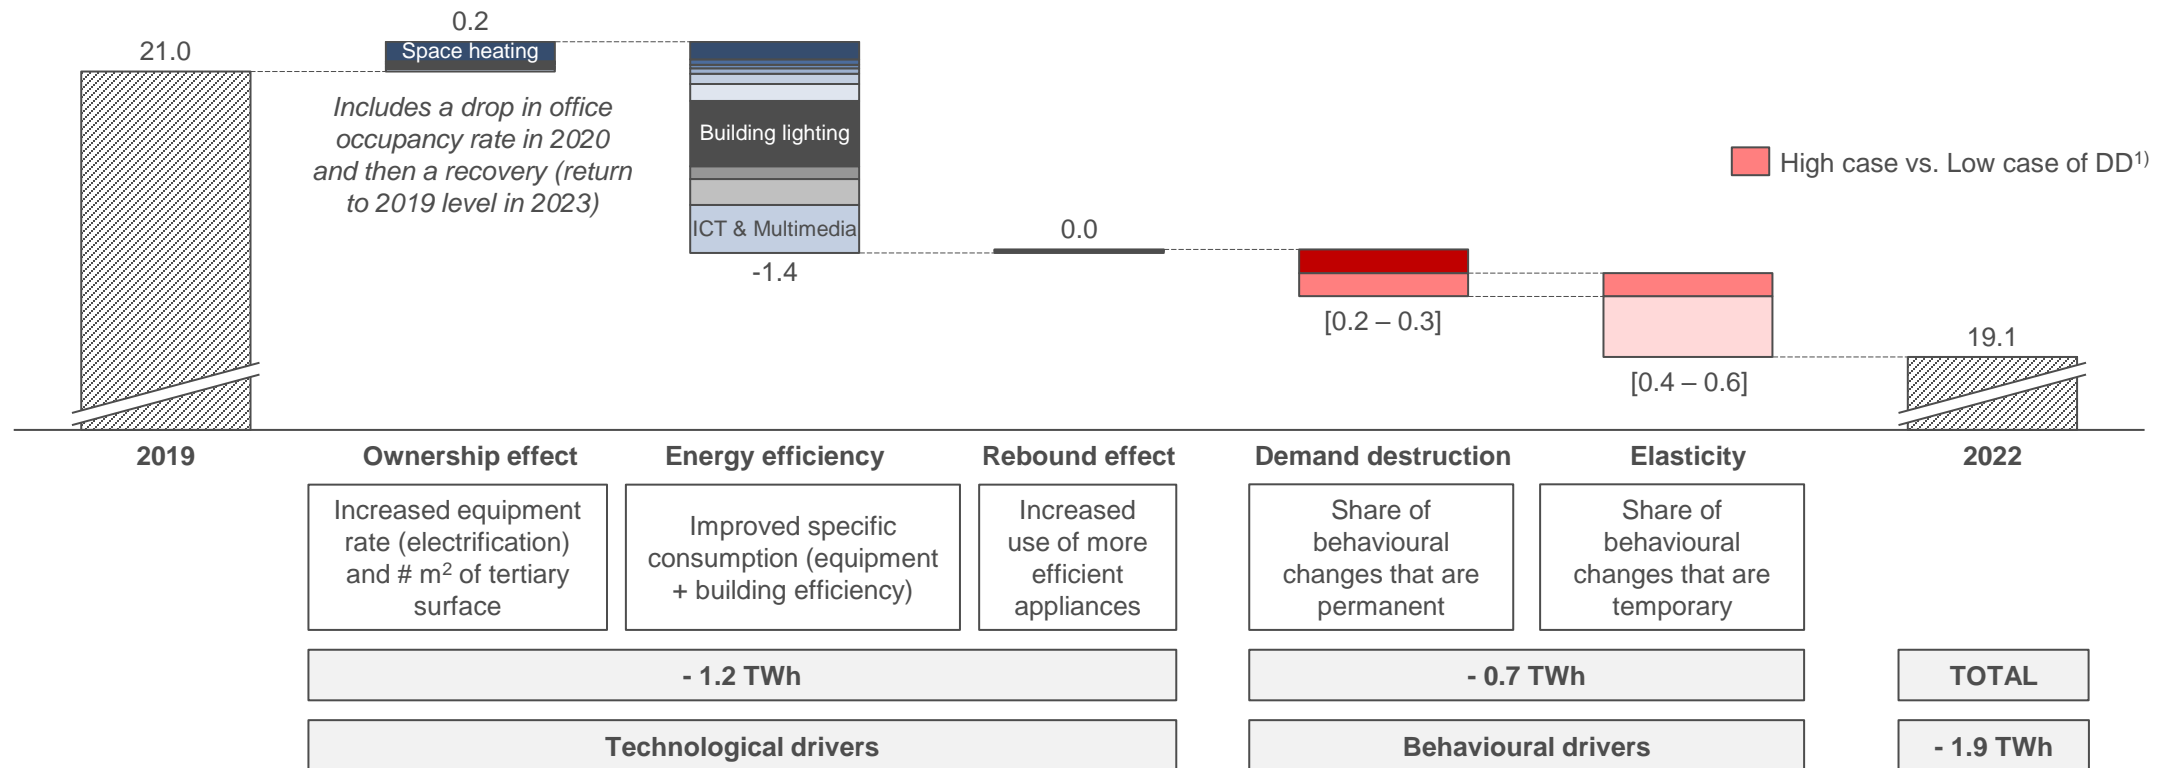 0.2
21.0
Space heating
Includes a drop in office
occupancy rate in 2020
and then a recovery (return
to 2019 level in 2023)
Building lighting
ICT & Multimedia
-1.4
0.0
High case vs. Low case of DD1)
[0.2 – 0.3]
[0.4 – 0.6]
19.1
2019
Ownership effect
Energy efficiency
Rebound effect
Demand destruction
Elasticity
2022
Increased equipment
rate (electrification)
and # m2 of tertiary
surface
Improved specific
consumption (equipment
+ building efficiency)
Increased
use of more
efficient
appliances
Share of
behavioural
changes that are
permanent
Share of
behavioural
changes that are
temporary
- 1.2 TWh
- 0.7 TWh
TOTAL
Technological drivers
Behavioural drivers
- 1.9 TWh